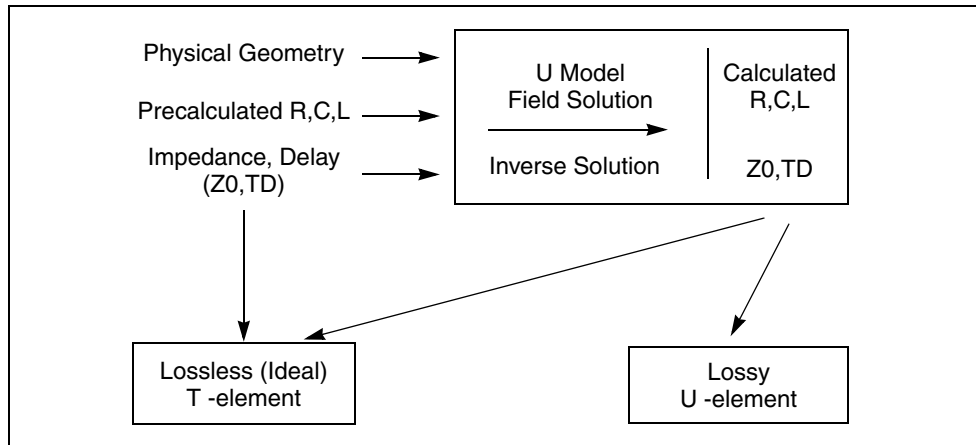 Physical Geometry
Precalculated R,C,L
Impedance, Delay
(Z0,TD)
U Model
Field Solution
Inverse Solution
Calculated
R,C,L
Z0,TD
Lossless (Ideal)
T -element
Lossy
U -element